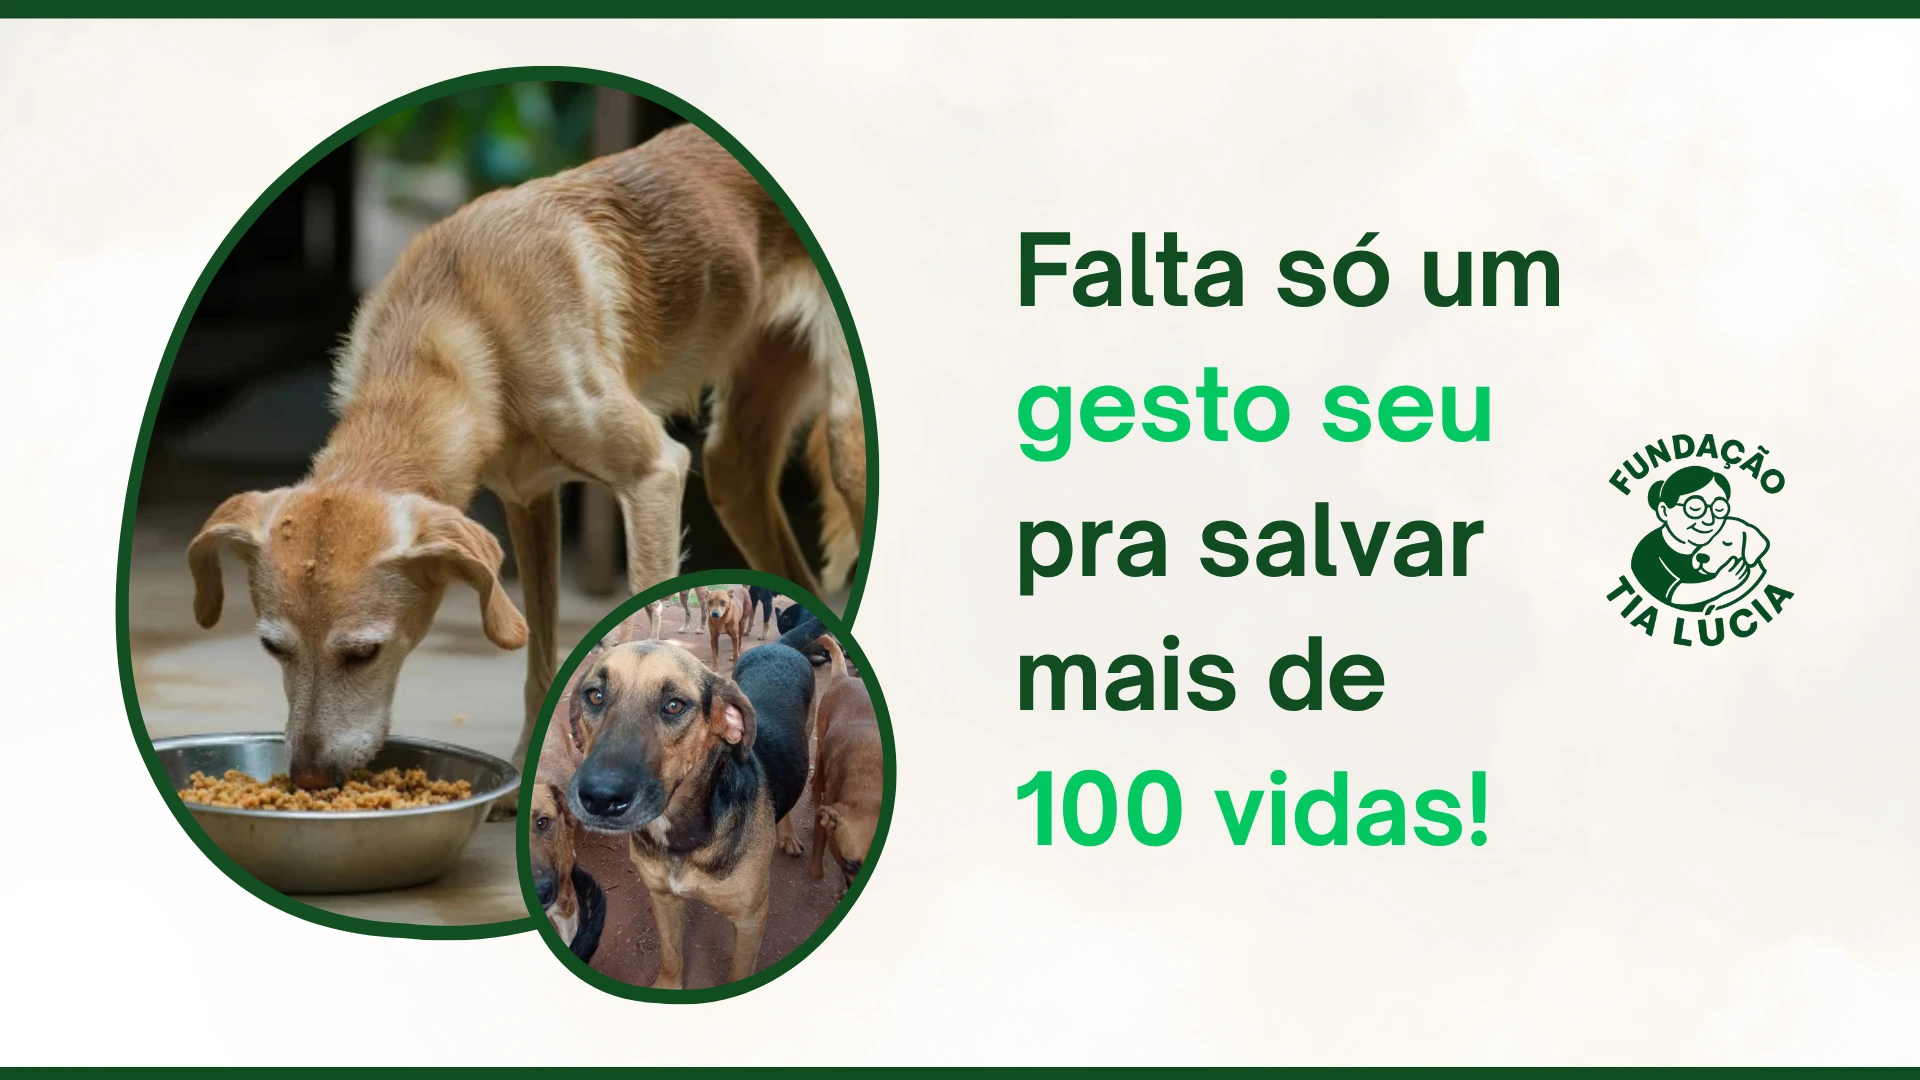 Falta só um
gesto seu
pra salvar
mais de
100 vidas!
FUNDAÇÃO
TIA LÚCIA